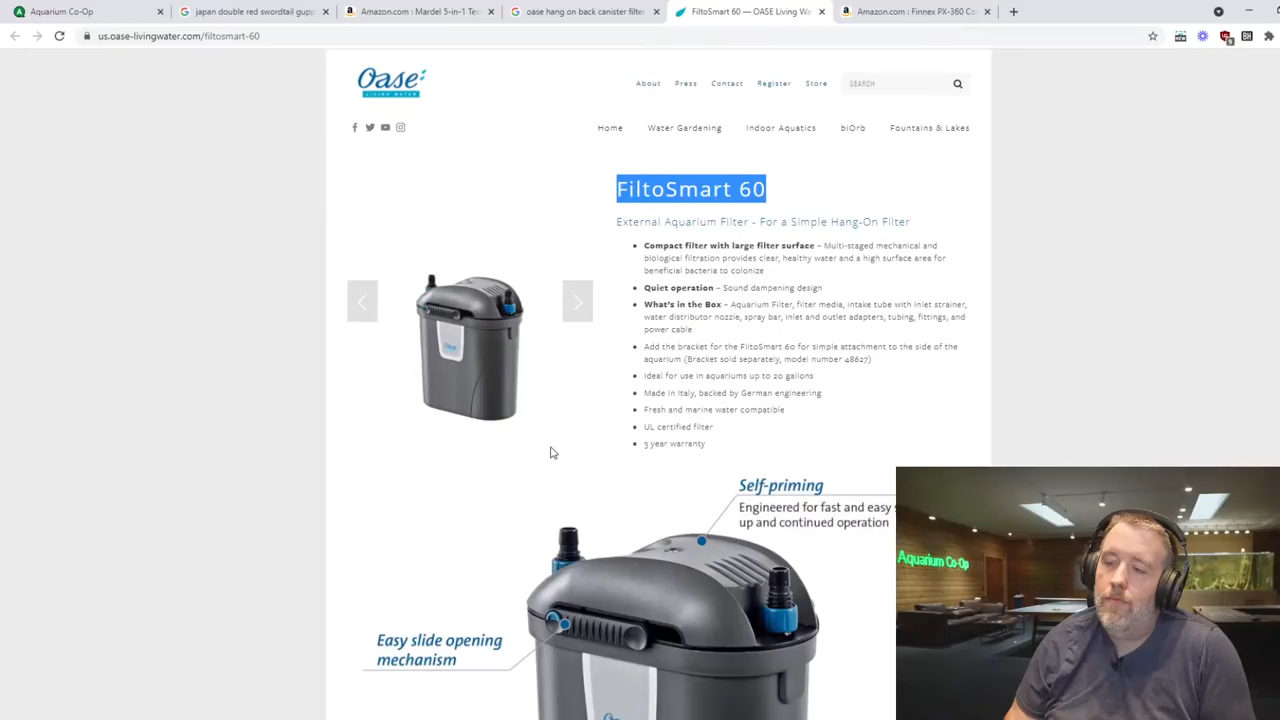 Aquarium Co-Op
japan double red swordtail gupp
Amazon.com : Mardel 5-in-1 Tes
oase hang on back canister filter
FiltoSmart 60 — OASE Living Wa
Amazon.com : Finnex PX-360 Co
us.oase-livingwater.com/filtosmart-60
Oase
LIVING WATER
About Press Contact Register Store
SEARCH
Home Water Gardening Indoor Aquatics biOrb Fountains & Lakes
FiltoSmart 60
External Aquarium Filter - For a Simple Hang-On Filter
Compact filter with large filter surface – Multi-staged mechanical and
biological filtration provides clear, healthy water and a high surface area for
beneficial bacteria to colonize
Quiet operation – Sound dampening design
What's in the Box – Aquarium Filter, filter media, intake tube with inlet strainer,
water distributor nozzle, spray bar, inlet and outlet adapters, tubing, fittings, and
power cable
Add the bracket for the FiltoSmart 60 for simple attachment to the side of the
aquarium (Bracket sold separately, model number 48627)
Ideal for use in aquariums up to 20 gallons
Made in Italy, backed by German engineering
Fresh and marine water compatible
UL certified filter
3 year warranty
Self-priming
Engineered for fast and easy
up and continued operation
Easy slide opening
mechanism
Aquarium Co-Op